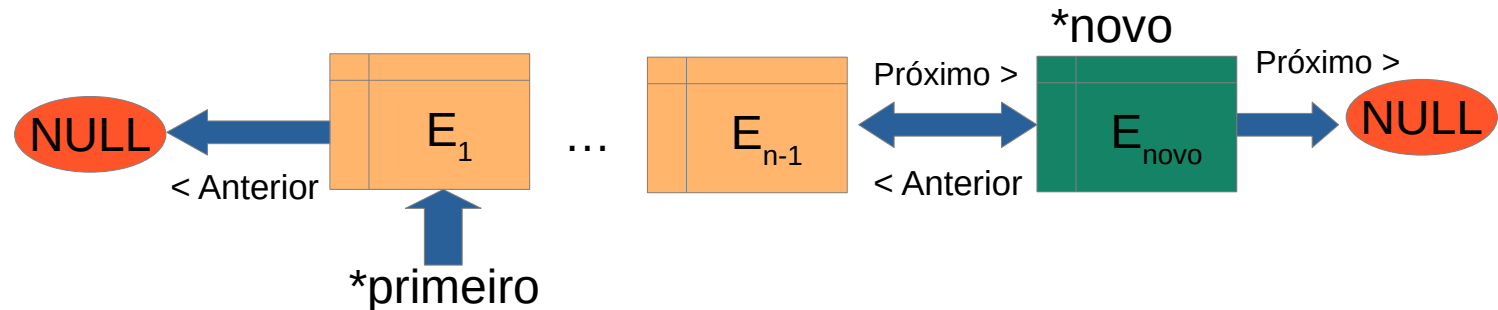 *novo
Próximo >
Próximo >
NULL
E1
...
En-1
Enovo
NULL
< Anterior
< Anterior
*primeiro